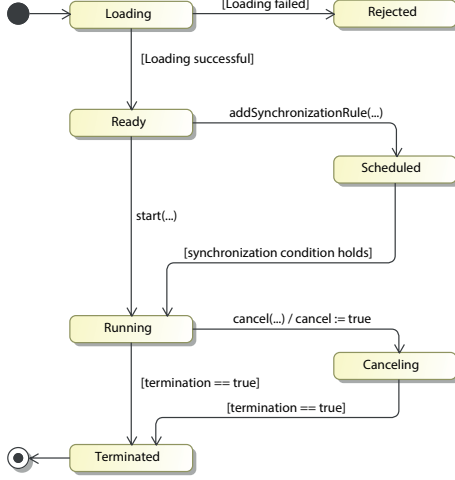 [Loading failed]
Loading
Rejected
[Loading successful]
addSynchronizationRule(...)
Ready
Scheduled
start(...)
[synchronization condition holds]
cancel(...) / cancel := true
Running
Canceling
[termination == true]
[termination == true]
Terminated